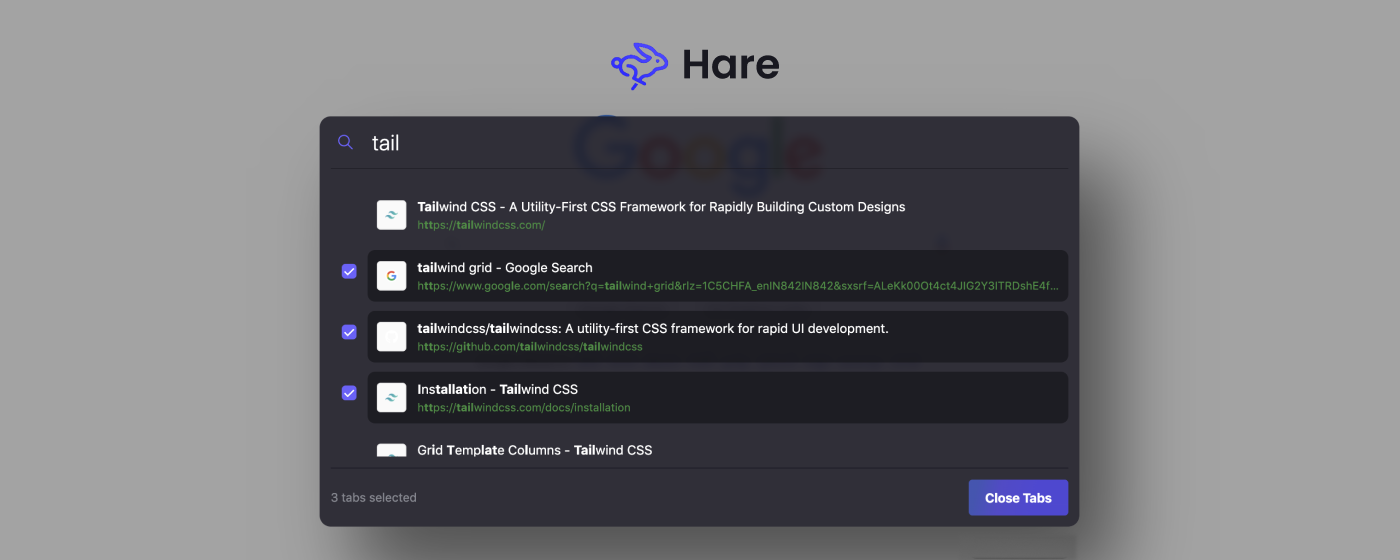 Hare
Google
tail
Tailwind CSS - A Utility-First CSS Framework for Rapidly Building Custom Designs
https://tailwindcss.com/
tailwind grid - Google Search
https://www.google.com/search?q=tailwind+grid&rlz=1C5CHFA_enIN842IN842&sxsrf=ALeKk00Ot4ct4JIG2Y3ITRDshE4f...
tailwindcss/tailwindcss: A utility-first CSS framework for rapid UI development.
https://github.com/tailwindcss/tailwindcss
Installation - Tailwind CSS
https://tailwindcss.com/docs/installation
Grid Template Columns - Tailwind CSS
3 tabs selected
Close Tabs